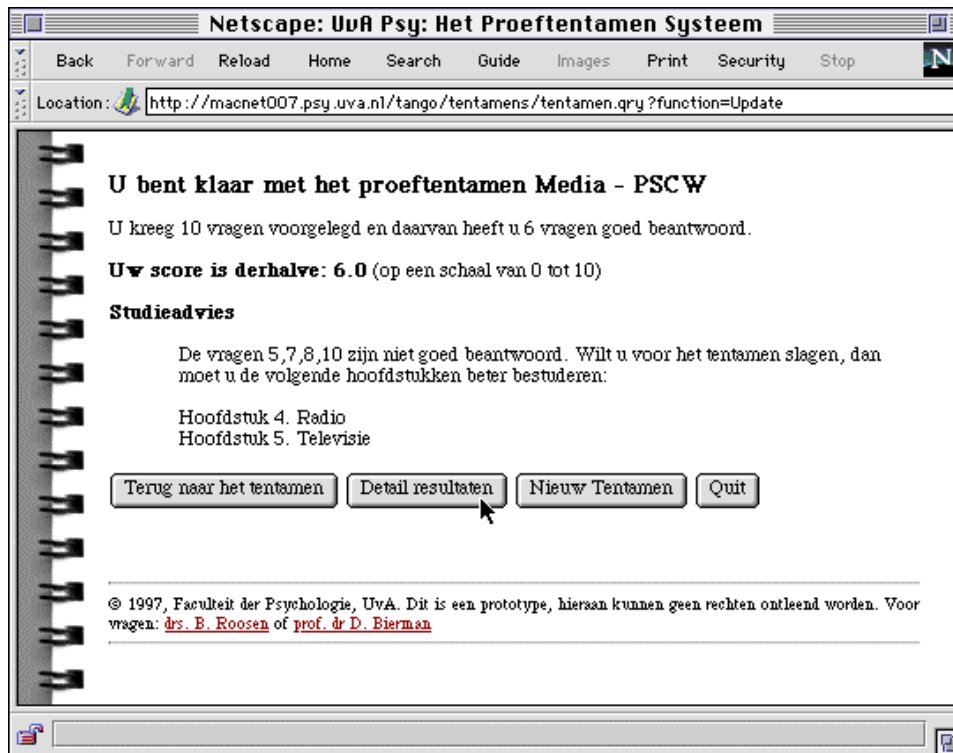 Netscape: UvA Psy: Het Proeftentamen Systeem
Back Forward Reload Home Search Guide Images Print Security Stop
N
Location: http://macnet007.psy.uva.nl/tango/tentamens/tentamen.qry?function=Update
U bent klaar met het proeftentamen Media - PSCW
U kreeg 10 vragen voorgelegd en daarvan heeft u 6 vragen goed beantwoord.
Uw score is derhalve: 6.0 (op een schaal van 0 tot 10)
Studieadvies
De vragen 5,7,8,10 zijn niet goed beantwoord. Wilt u voor het tentamen slagen, dan
moet u de volgende hoofdstukken beter bestuderen:
Hoofdstuk 4. Radio
Hoofdstuk 5. Televisie
Terug naar het tentamen Detail resultaten Nieuw Tentamen Quit
© 1997, Faculteit der Psychologie, UvA. Dit is een prototype, hieraan kunnen geen rechten ontleend worden. Voor
vragen: drs. B. Roosen of prof. dr D. Bierman